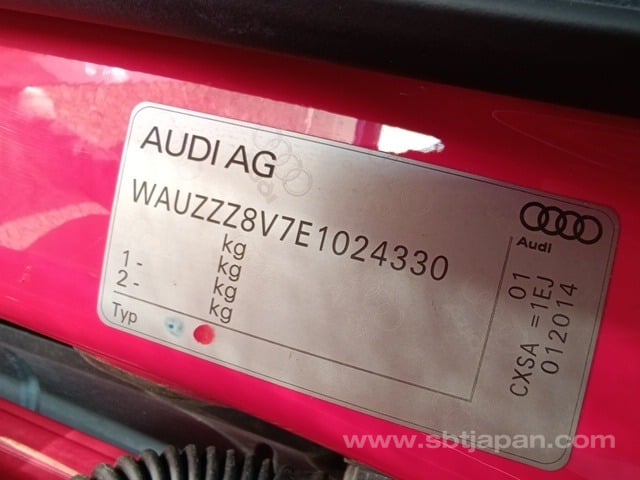 AUDI AG
WAUZZZ8V7E1024330
kg
1- kg
2- kg
kg
Typ
Audi
01
CXSA =1EJ
012014
www.sbtjapan.com